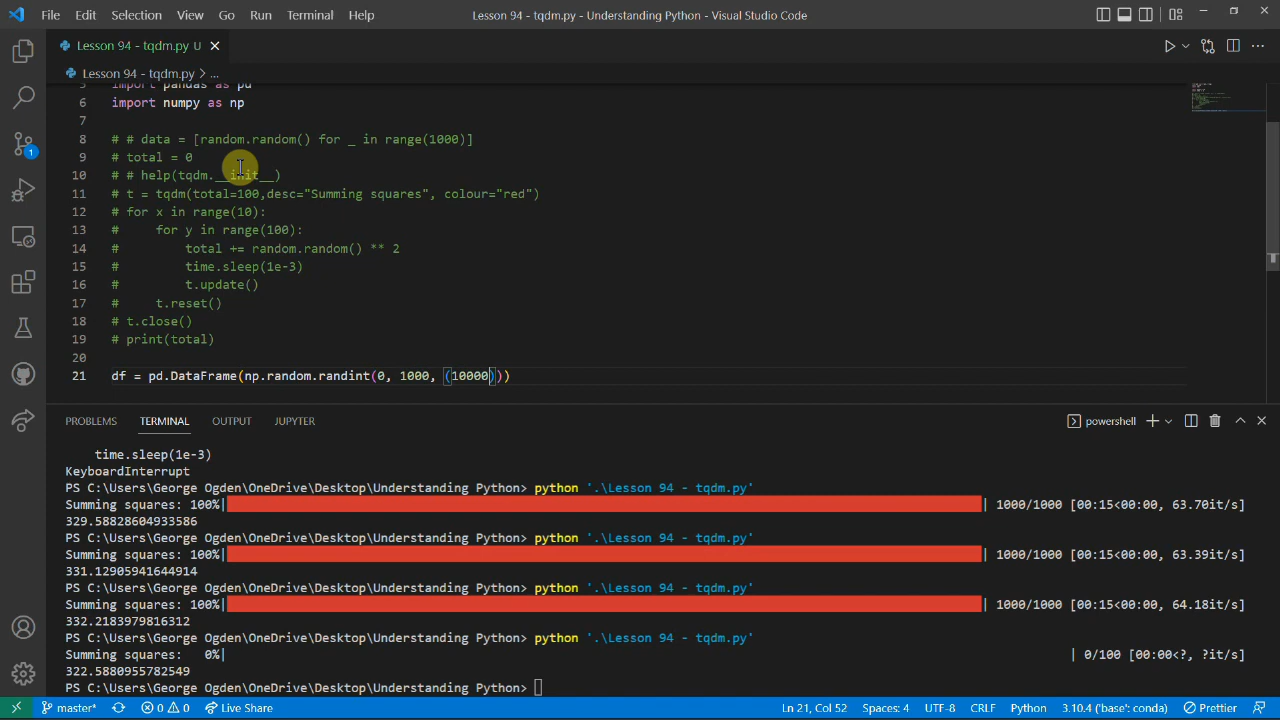 File Edit Selection View Go Run Terminal Help Lesson 94 - tqdm.py - Understanding Python - Visual Studio Code
Lesson 94 - tqdm.py U
Lesson 94 - tqdm.py > ...
5 import pandas as pd
6 import numpy as np
7
8 # # data = [random.random() for _ in range(1000)]
9 # total = 0
10 # # help(tqdm.__init__)
11 # t = tqdm(total=100,desc="Summing squares", colour="red")
12 # for x in range(10):
13 #     for y in range(100):
14 #         total += random.random() ** 2
15 #         time.sleep(1e-3)
16 #         t.update()
17 #     t.reset()
18 # t.close()
19 # print(total)
20
21 df = pd.DataFrame(np.random.randint(0, 1000, (10000)))
PROBLEMS TERMINAL OUTPUT JUPYTER powershell
time.sleep(1e-3)
KeyboardInterrupt
PS C:\Users\George Ogden\OneDrive\Desktop\Understanding Python> python '.\Lesson 94 - tqdm.py'
Summing squares: 100%| | 1000/1000 [00:15<00:00, 63.70it/s]
329.58828604933586
PS C:\Users\George Ogden\OneDrive\Desktop\Understanding Python> python '.\Lesson 94 - tqdm.py'
Summing squares: 100%| | 1000/1000 [00:15<00:00, 63.39it/s]
331.12905941644914
PS C:\Users\George Ogden\OneDrive\Desktop\Understanding Python> python '.\Lesson 94 - tqdm.py'
Summing squares: 100%| | 1000/1000 [00:15<00:00, 64.18it/s]
332.2183979816312
PS C:\Users\George Ogden\OneDrive\Desktop\Understanding Python> python '.\Lesson 94 - tqdm.py'
Summing squares: 0%| | 0/100 [00:00<?, ?it/s]
322.5880955782549
PS C:\Users\George Ogden\OneDrive\Desktop\Understanding Python>
1
master* 0 0 Live Share Ln 21, Col 52 Spaces: 4 UTF-8 CRLF Python 3.10.4 ('base': conda) Prettier